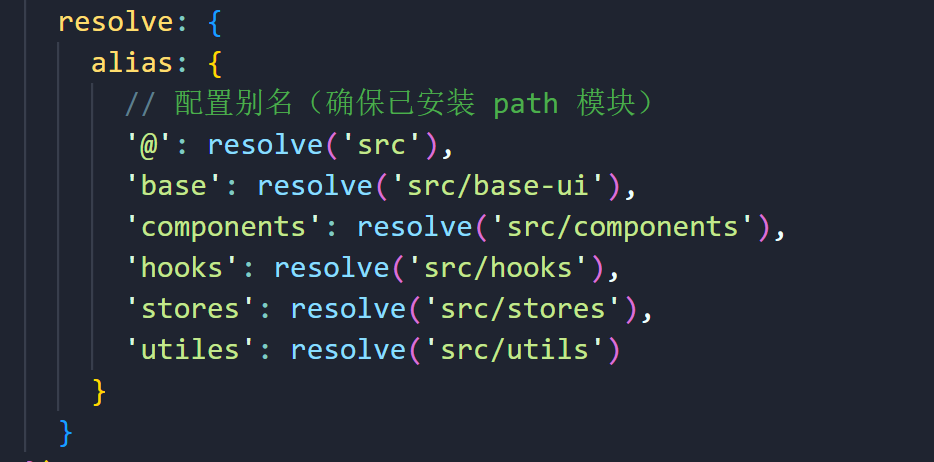 resolve: {
alias: {
// 配置别名（确保已安装 path 模块）
'@': resolve('src'),
'base': resolve('src/base-ui'),
'components': resolve('src/components'),
'hooks': resolve('src/hooks'),
'stores': resolve('src/stores'),
'utiles': resolve('src/utils')
}
}